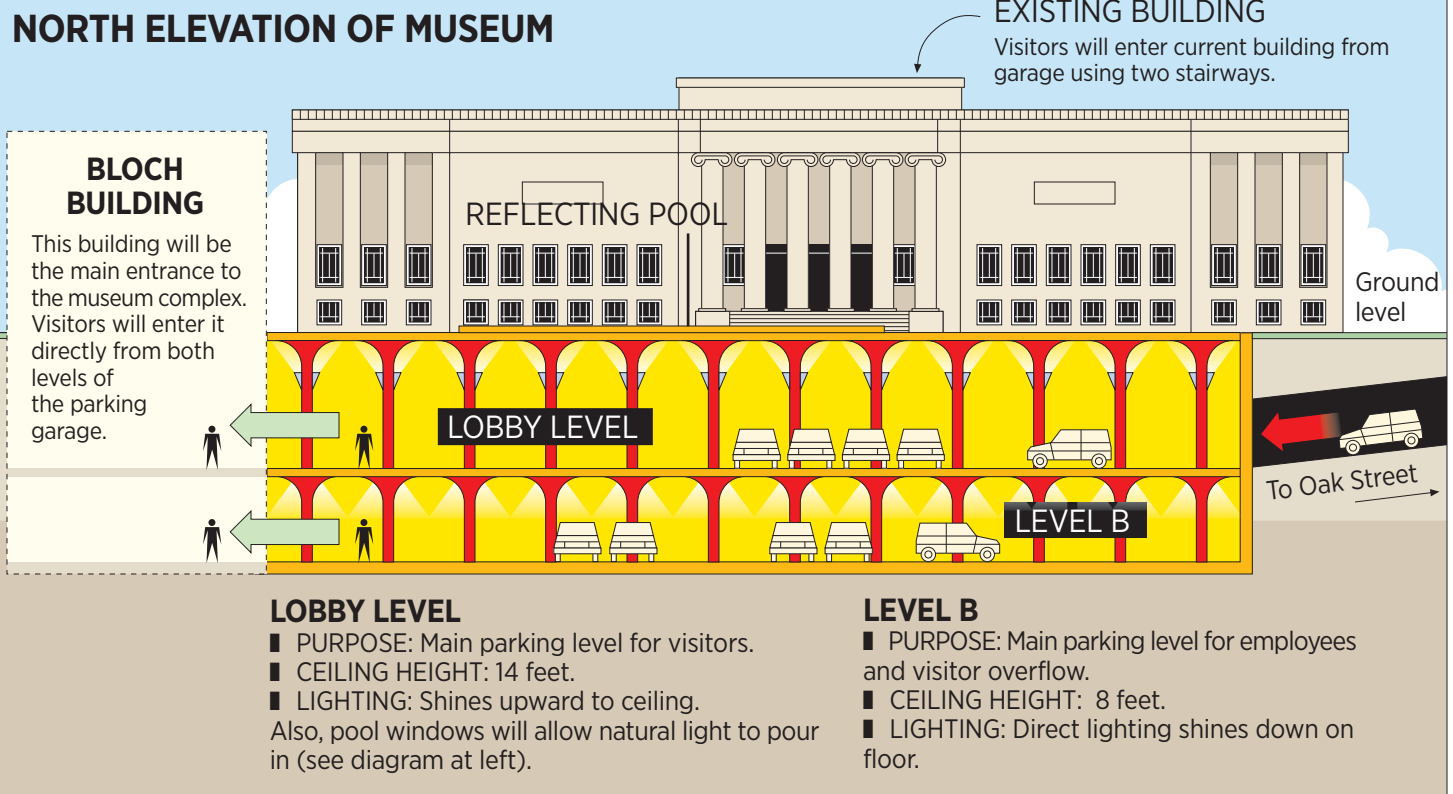 NORTH ELEVATION OF MUSEUM
EXISTING BUILDING
Visitors will enter current building from
garage using two stairways.
BLOCH
BUILDING
This building will be
the main entrance to
the museum complex.
Visitors will enter it
directly from both
levels of
the parking
garage.
REFLECTING POOL
Ground
level
LOBBY LEVEL
To Oak Street
LEVEL B
LOBBY LEVEL
PURPOSE: Main parking level for visitors.
CEILING HEIGHT: 14 feet.
LIGHTING: Shines upward to ceiling.
Also, pool windows will allow natural light to pour
in (see diagram at left).
LEVEL B
PURPOSE: Main parking level for employees
and visitor overflow.
CEILING HEIGHT: 8 feet.
LIGHTING: Direct lighting shines down on
floor.